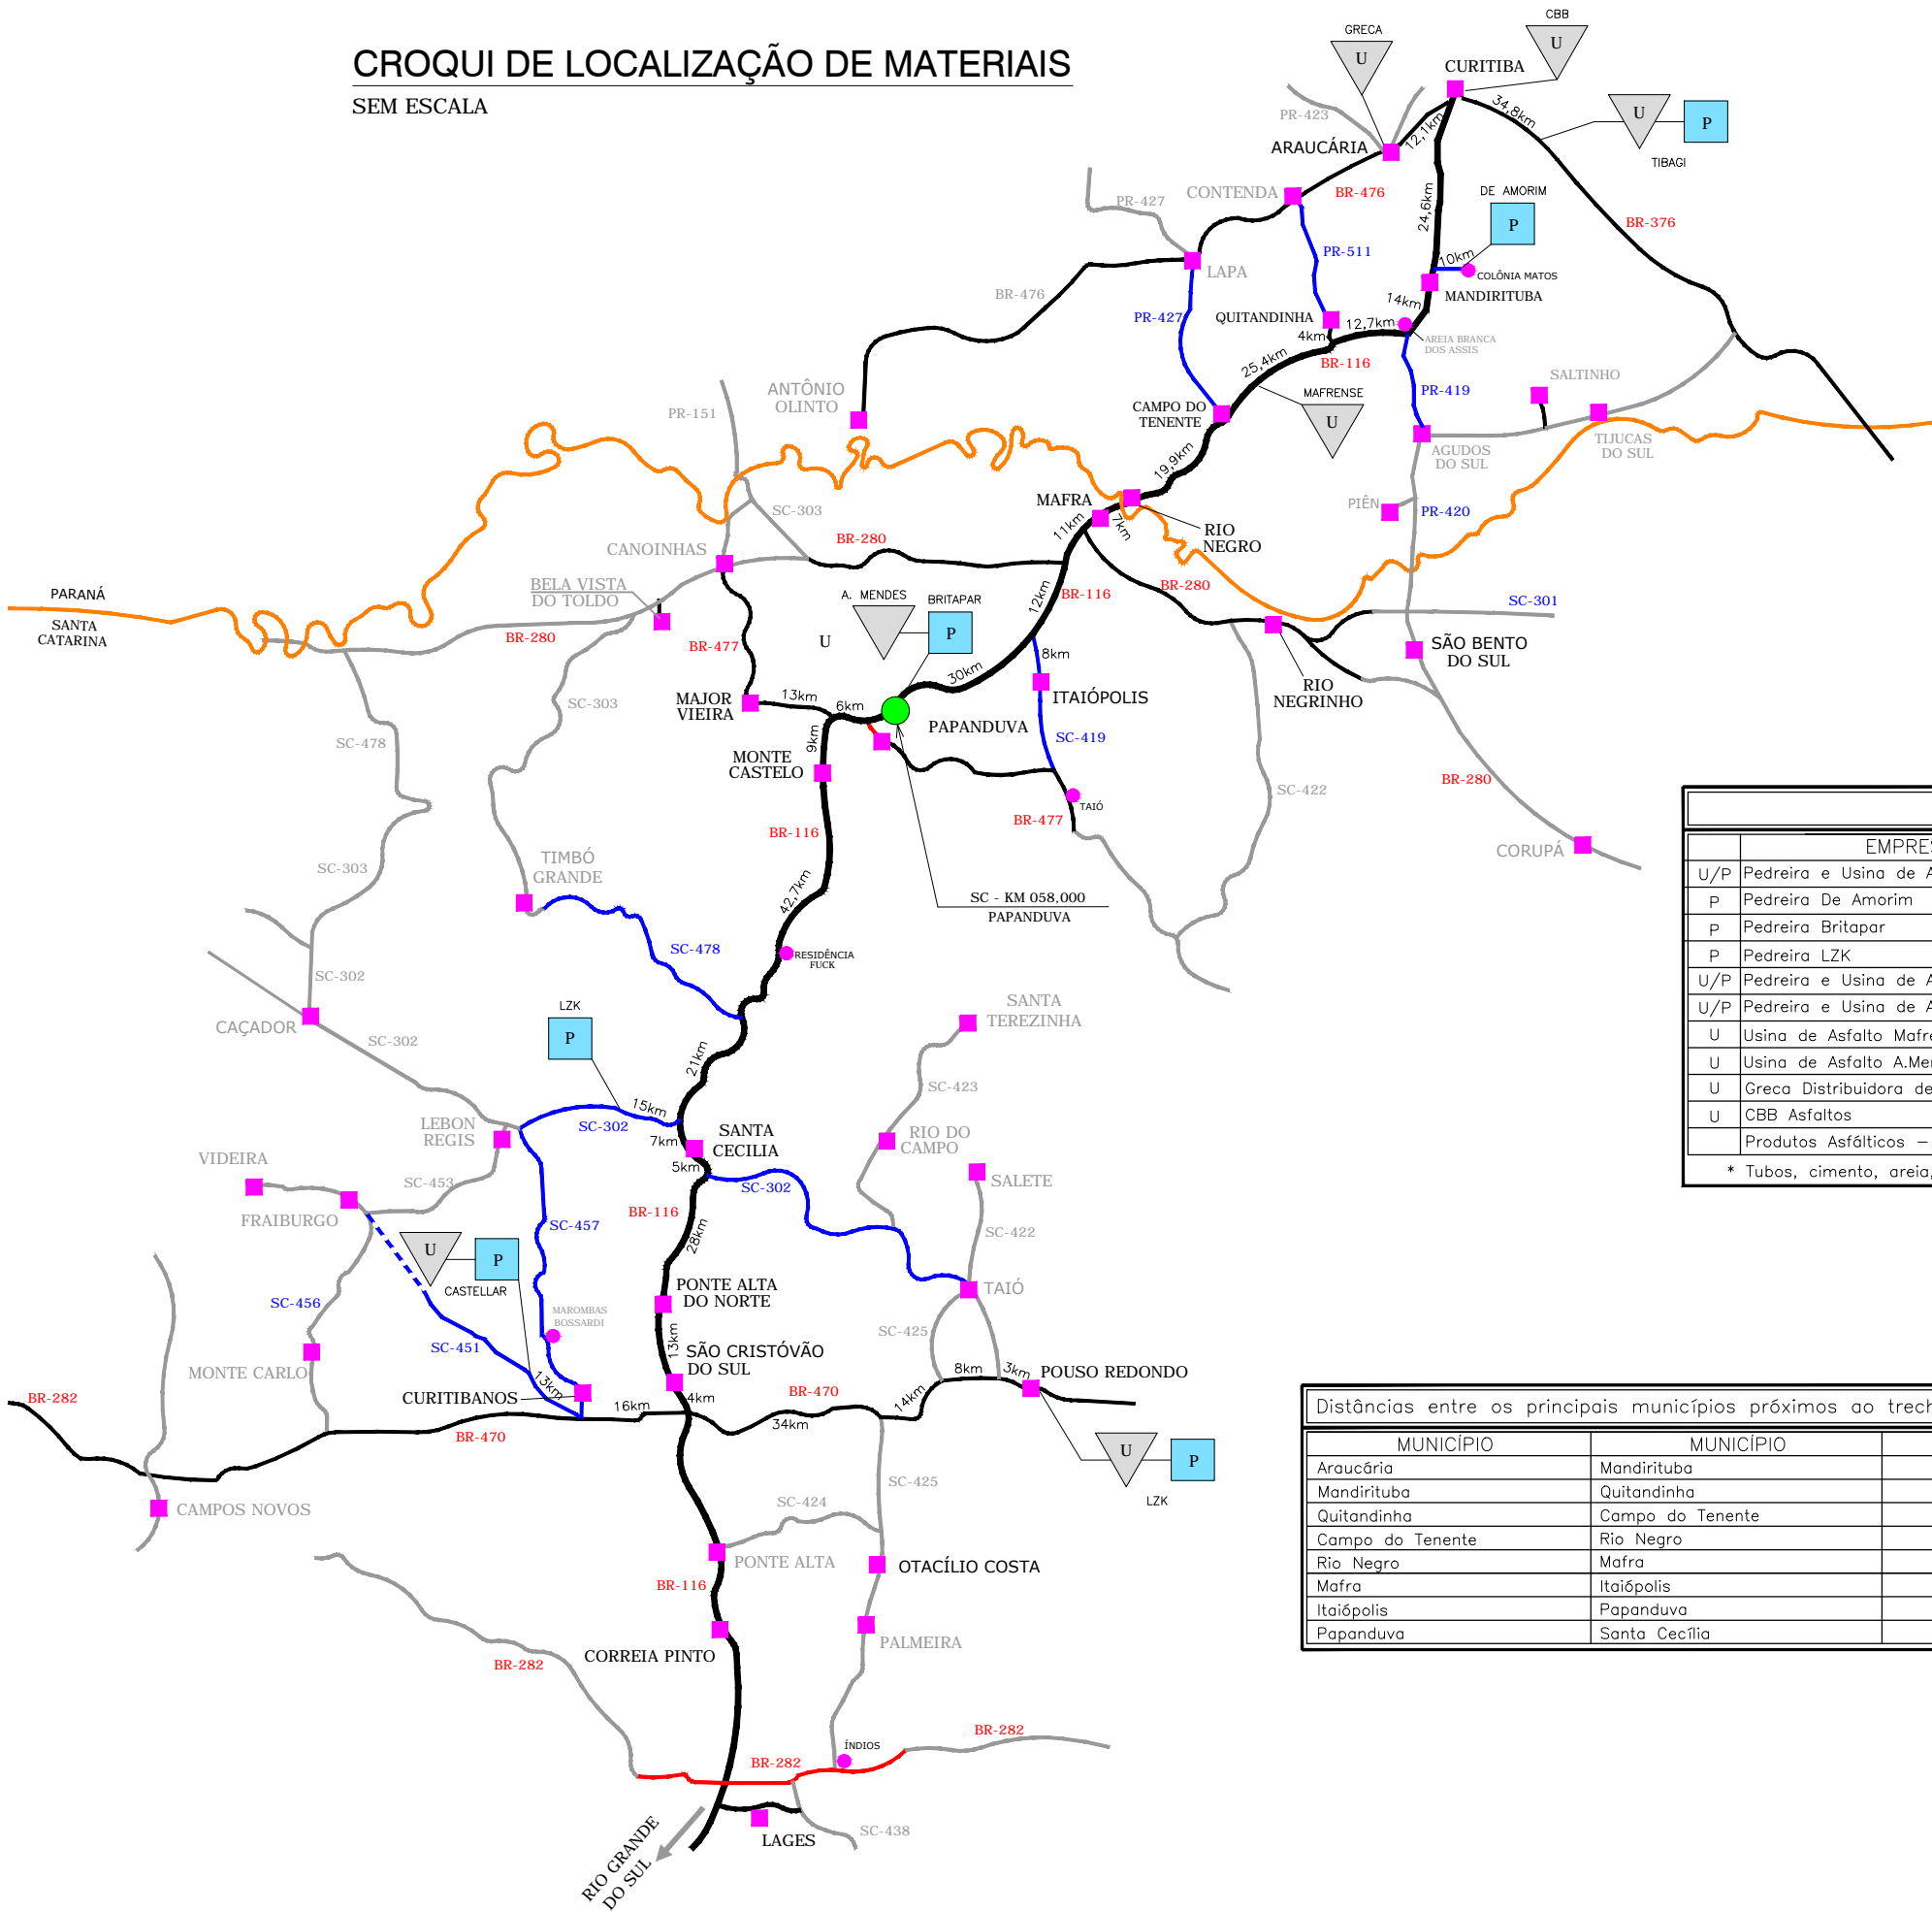 CROQUI DE LOCALIZAÇÃO DE MATERIAIS
SEM ESCALA
GRECA
U
CBB
U
CURITIBA
34,8km
U
P
TIBAGI
PR-423
12,1km
ARAUCÁRIA
CONTENDA
BR-476
PR-427
24,6km
DE AMORIM
P
BR-376
PR-511
10km
COLÔNIA MATOS
LAPA
MANDIRITUBA
BR-476
14km
PR-427
QUITANDINHA
12,7km
4km
AREIA BRANCA
DOS ASSIS
BR-116
25,4km
SALTINHO
ANTÔNIO
OLINTO
MAFRENSE
U
PR-419
PR-151
CAMPO DO
TENENTE
AGUDOS
DO SUL
TIJUCAS
DO SUL
19,9km
MAFRA
PIÊN
PR-420
SC-303
11km
7km
RIO
NEGRO
BR-280
CANOINHAS
BELA VISTA
DO TOLDO
PARANÁ
SANTA
CATARINA
BR-280
BR-477
A. MENDES
U
BRITAPAR
P
12km
BR-116
BR-280
SC-301
SÃO BENTO
DO SUL
8km
30km
ITAIÓPOLIS
RIO
NEGRINHO
MAJOR
VIEIRA
13km
6km
PAPANDUVA
SC-303
SC-478
9km
SC-419
MONTE
CASTELO
BR-280
SC-422
TAIÓ
BR-477
BR-116
CORUPÁ
TIMBÓ
GRANDE
SC-303
42,7km
SC - KM 058,000
PAPANDUVA
SC-478
RESIDÊNCIA
FUCK
SC-302
CAÇADOR
SC-302
LZK
P
SANTA
TEREZINHA
21km
SC-423
LEBON
REGIS
15km
SC-302
7km
SANTA
CECILIA
RIO DO
CAMPO
VIDEIRA
SC-453
5km
SC-302
SALETE
FRAIBURGO
SC-457
BR-116
28km
SC-422
U
P
CASTELLAR
PONTE ALTA
DO NORTE
TAIÓ
SC-456
MAROMBAS
BOSSARDI
SC-451
13km
SC-425
SÃO CRISTÓVÃO
DO SUL
MONTE CARLO
13km
CURITIBANOS
8km
3km
POUSO REDONDO
BR-282
BR-470
16km
4km
BR-470
34km
14km
U
P
LZK
SC-425
CAMPOS NOVOS
SC-424
PONTE ALTA
OTACÍLIO COSTA
BR-116
PALMEIRA
CORREIA PINTO
BR-282
BR-282
BR-282
ÍNDIOS
SC-438
LAGES
RIO GRANDE
DO SUL
EMPRES
U/P Pedreira e Usina de A
P Pedreira De Amorim
P Pedreira Britapar
P Pedreira LZK
U/P Pedreira e Usina de A
U/P Pedreira e Usina de A
U Usina de Asfalto Mafre
U Usina de Asfalto A.Me
U Greca Distribuidora de
U CBB Asfaltos
Produtos Asfálticos –
* Tubos, cimento, areia,
Distâncias entre os principais municípios próximos ao trech
MUNICÍPIO MUNICÍPIO
Araucária Mandirituba
Mandirituba Quitandinha
Quitandinha Campo do Tenente
Campo do Tenente Rio Negro
Rio Negro Mafra
Mafra Itaiópolis
Itaiópolis Papanduva
Papanduva Santa Cecília